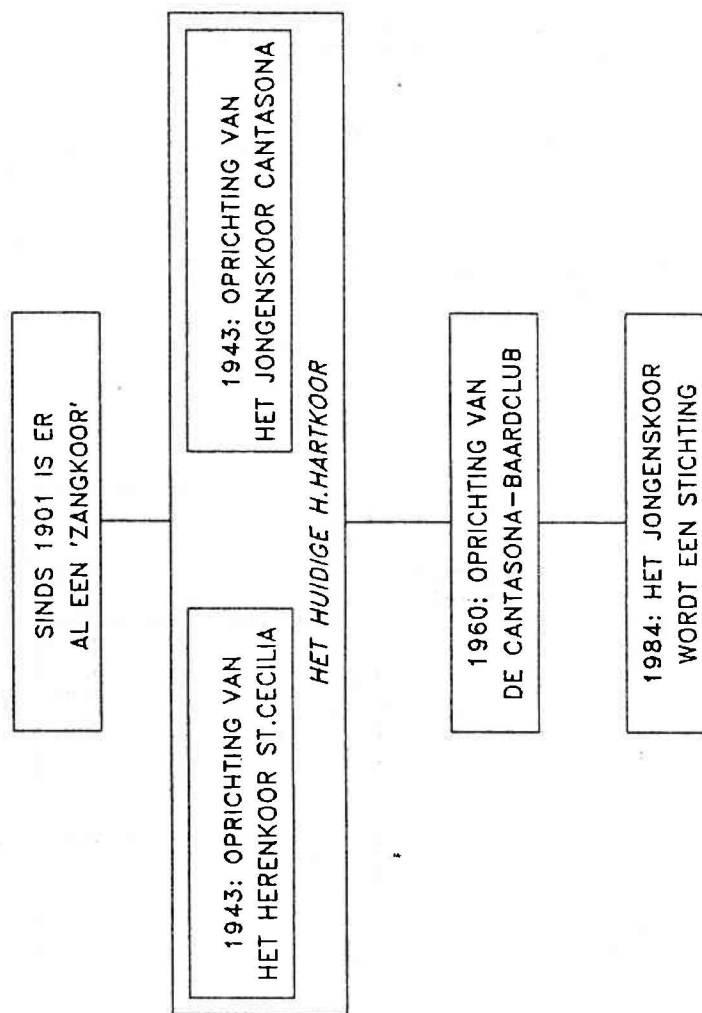 SINDS 1901 IS ER
AL EEN 'ZANGKOOR'
1943: OPRICHTING VAN
HET HERENKOOR ST.CECILIA
1943: OPRICHTING VAN
HET JONGENSKOOR CANTASONA
HET HUIDIGE H.HARTKOOR
1960: OPRICHTING VAN
DE CANTASONA-BAARDCLUB
1984: HET JONGENSKOOR
WORDT EEN STICHTING